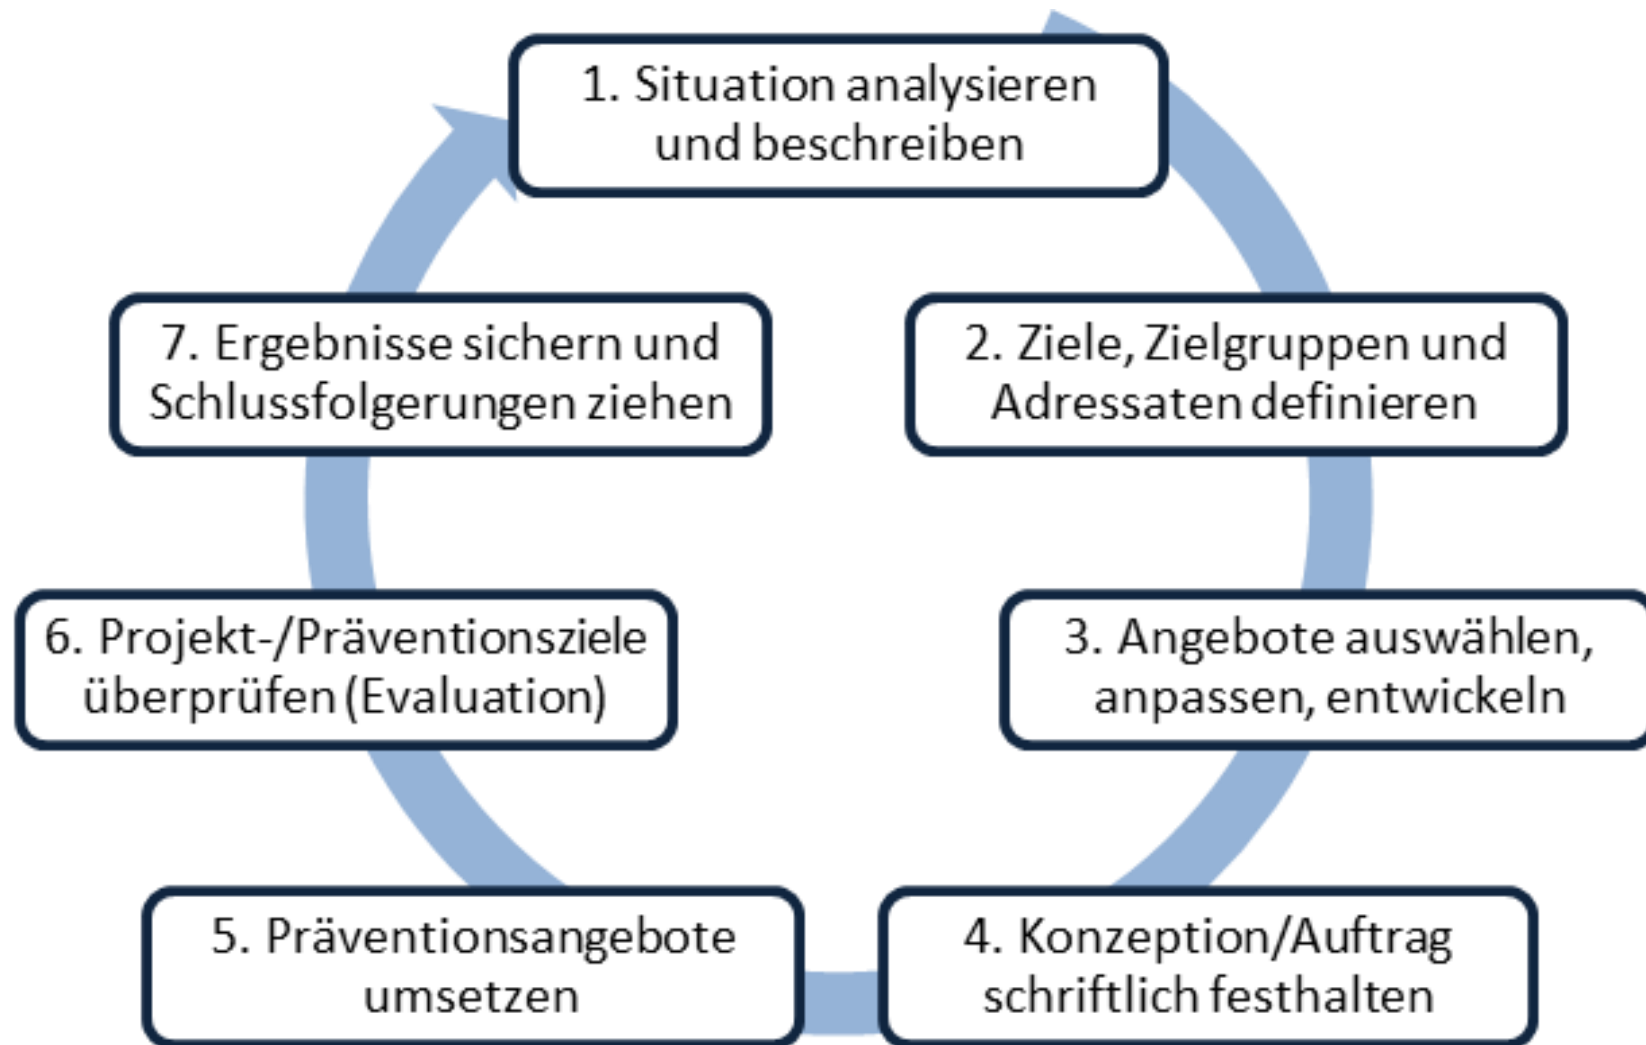 1. Situation analysieren
und beschreiben
2. Ziele, Zielgruppen und
Adressaten definieren
3. Angebote auswählen,
anpassen, entwickeln
4. Konzeption/Auftrag
schriftlich festhalten
5. Präventionsangebote
umsetzen
6. Projekt-/Präventionsziele
überprüfen (Evaluation)
7. Ergebnisse sichern und
Schlussfolgerungen ziehen